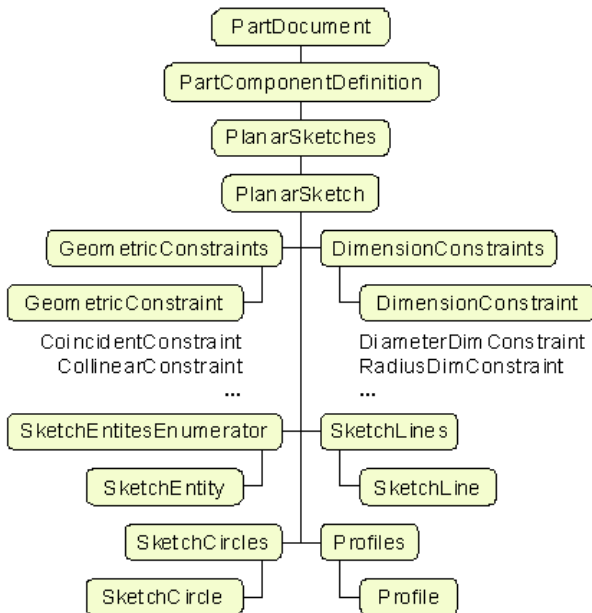 PartDocument
PartComponentDefinition
PlanarSketches
PlanarSketch
GeometricConstraints
DimensionConstraints
GeometricConstraint
DimensionConstraint
CoincidentConstraint
DiameterDimConstraint
CollinearConstraint
RadiusDimConstraint
...
...
SketchEntitesEnumerator
SketchLines
SketchEntity
SketchLine
SketchCircles
Profiles
SketchCircle
Profile